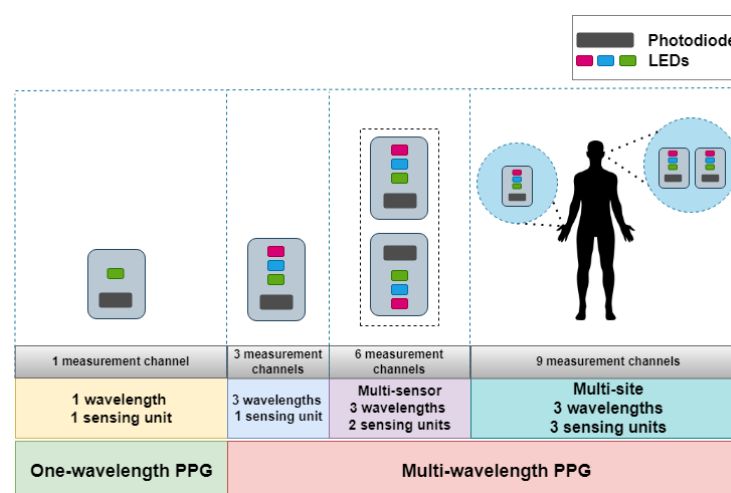 Photodiode
LEDs
1 measurement channel
3 measurement
channels
6 measurement
channels
9 measurement channels
1 wavelength
1 sensing unit
3 wavelengths
1 sensing unit
Multi-sensor
3 wavelengths
2 sensing units
Multi-site
3 wavelengths
3 sensing units
One-wavelength PPG
Multi-wavelength PPG